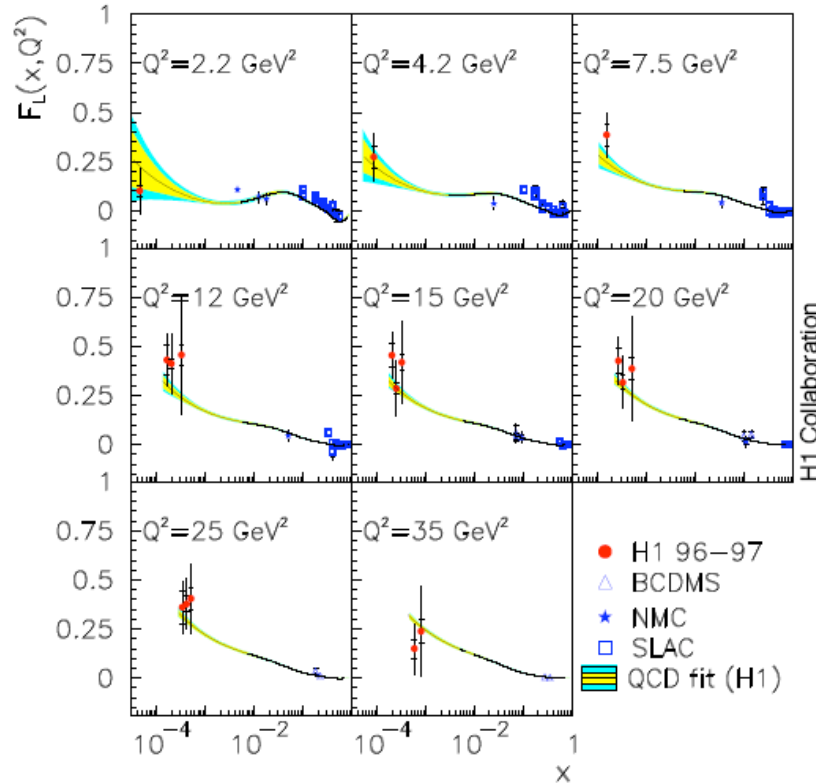 F_L(x,Q²)
1
0.75
0.5
0.25
0
Q²=2.2 GeV²
Q²=4.2 GeV²
Q²=7.5 GeV²
1
0.75
0.5
0.25
0
Q²=12 GeV²
Q²=15 GeV²
Q²=20 GeV²
1
0.75
0.5
0.25
0
Q²=25 GeV²
Q²=35 GeV²
H1 96−97
BCDMS
NMC
SLAC
QCD fit (H1)
10⁻⁴ 10⁻² 10⁻⁴ 10⁻² 1
x
H1 Collaboration